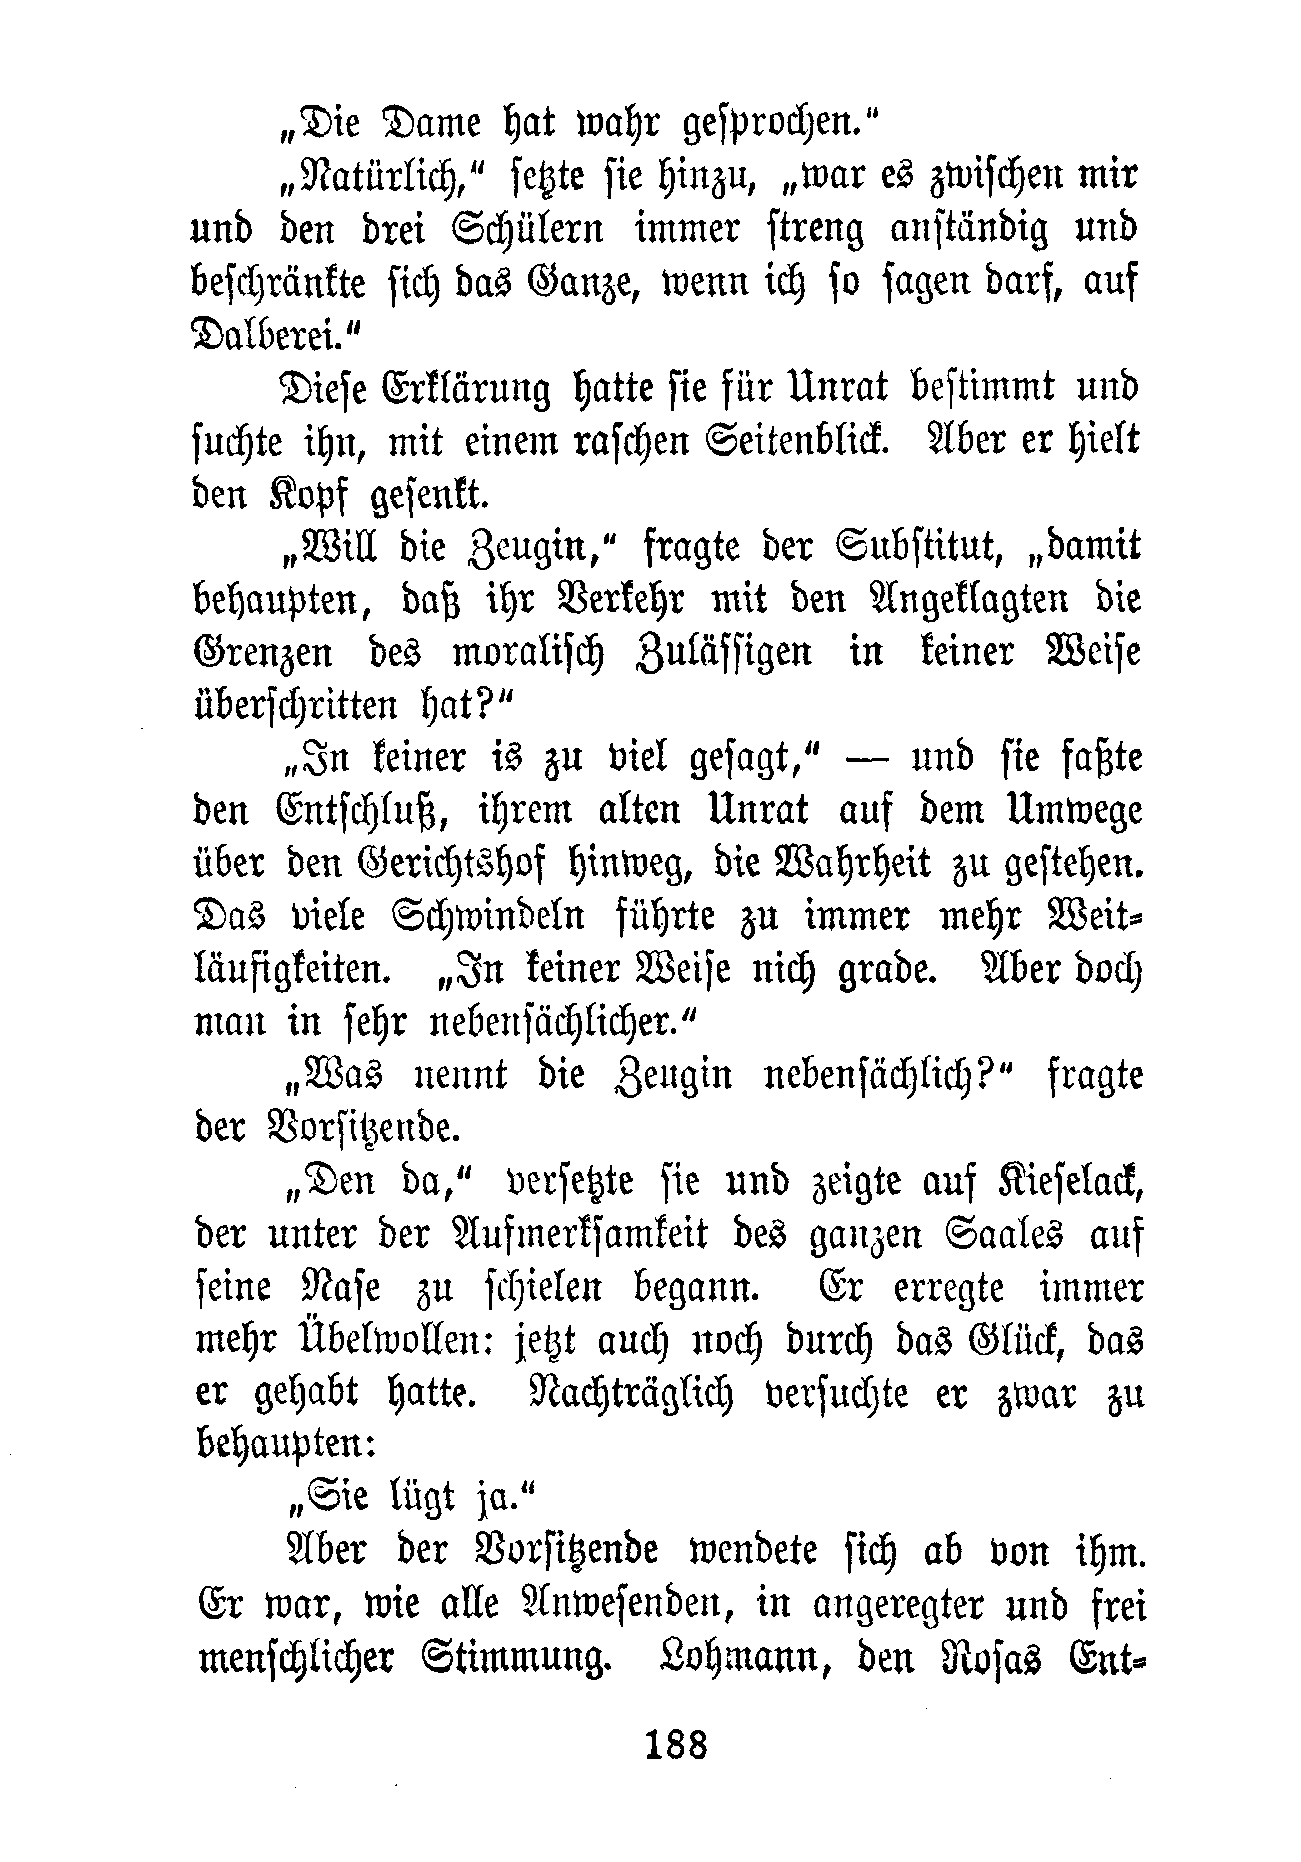 „Die Dame hat wahr gesprochen.“
„Natürlich,“ setzte sie hinzu, „war es zwischen mir
und den drei Schülern immer streng anständig und
beschränkte sich das Ganze, wenn ich so sagen darf, auf
Dalberei.“
Diese Erklärung hatte sie für Unrat bestimmt und
suchte ihn, mit einem raschen Seitenblick. Aber er hielt
den Kopf gesenkt.
„Will die Zeugin,“ fragte der Substitut, „damit
behaupten, daß ihr Verkehr mit den Angeklagten die
Grenzen des moralisch Zulässigen in keiner Weise
überschritten hat?“
„In keiner is zu viel gesagt,“ — und sie faßte
den Entschluß, ihrem alten Unrat auf dem Umwege
über den Gerichtshof hinweg, die Wahrheit zu gestehen.
Das viele Schwindeln führte zu immer mehr Weit-
läufigkeiten. „In keiner Weise nich grade. Aber doch
man in sehr nebensächlicher.“
„Was nennt die Zeugin nebensächlich?“ fragte
der Vorsitzende.
„Den da,“ versetzte sie und zeigte auf Kieselack,
der unter der Aufmerksamkeit des ganzen Saales auf
seine Nase zu schielen begann. Er erregte immer
mehr Übelwollen: jetzt auch noch durch das Glück, das
er gehabt hatte. Nachträglich versuchte er zwar zu
behaupten:
„Sie lügt ja.“
Aber der Vorsitzende wendete sich ab von ihm.
Er war, wie alle Anwesenden, in angeregter und frei
menschlicher Stimmung. Lohmann, den Rosas Ent-
188